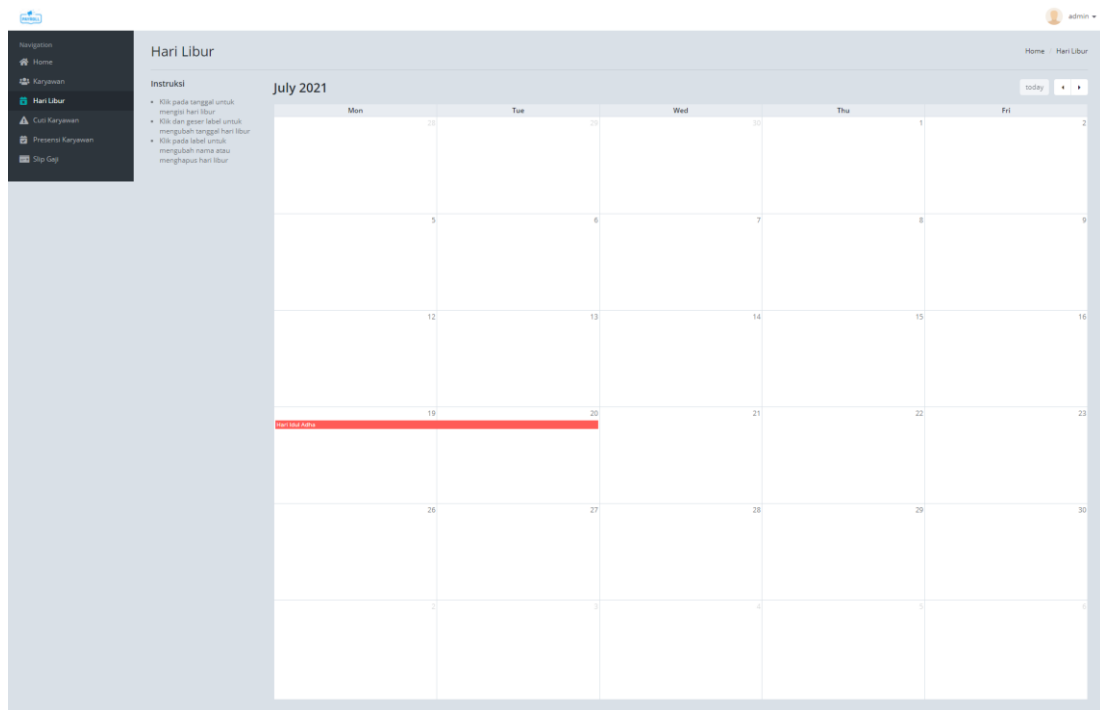 PAYROLL
admin
Navigation
Home
Karyawan
Hari Libur
Cuti Karyawan
Presensi Karyawan
Slip Gaji
Hari Libur
Home / Hari Libur
Instruksi
Klik pada tanggal untuk
mengisi hari libur
Klik dan geser label untuk
mengubah tanggal hari libur
Klik pada label untuk
mengubah nama atau
menghapus hari libur
July 2021
today
Mon Tue Wed Thu Fri
28 29 30 1 2
5 6 7 8 9
12 13 14 15 16
19 20 21 22 23
Hari Idul Adha
26 27 28 29 30
2 3 4 5 6